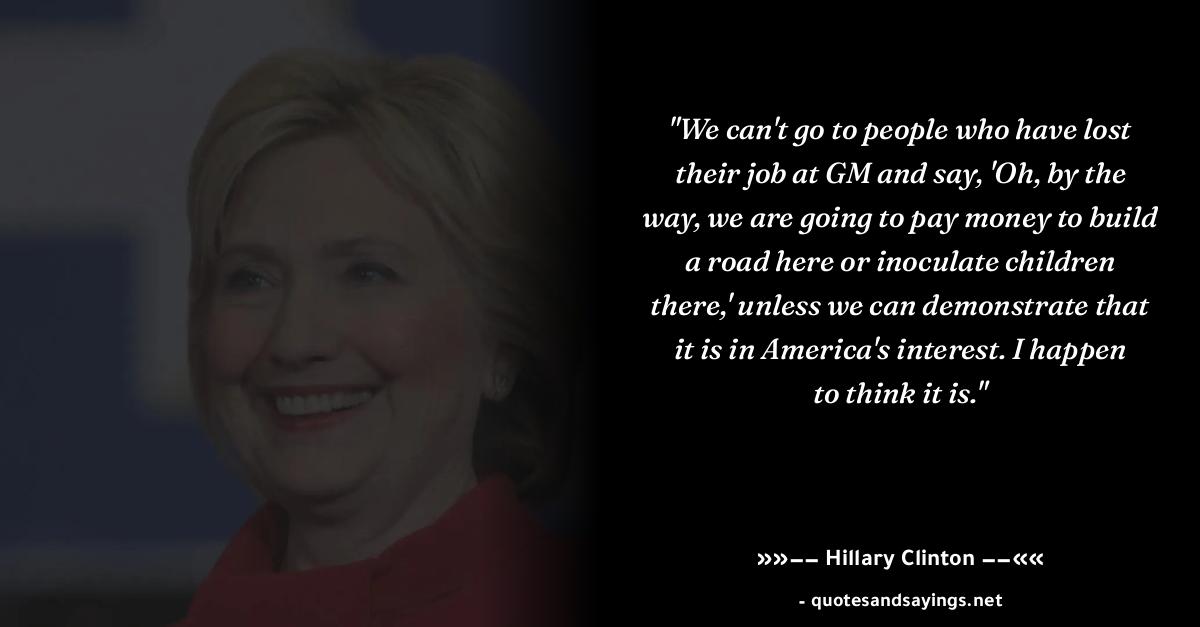 "We can't go to people who have lost
their job at GM and say, 'Oh, by the
way, we are going to pay money to build
a road here or inoculate children
there,' unless we can demonstrate that
it is in America's interest. I happen
to think it is."
»»−− Hillary Clinton −−««
- quotesandsayings.net